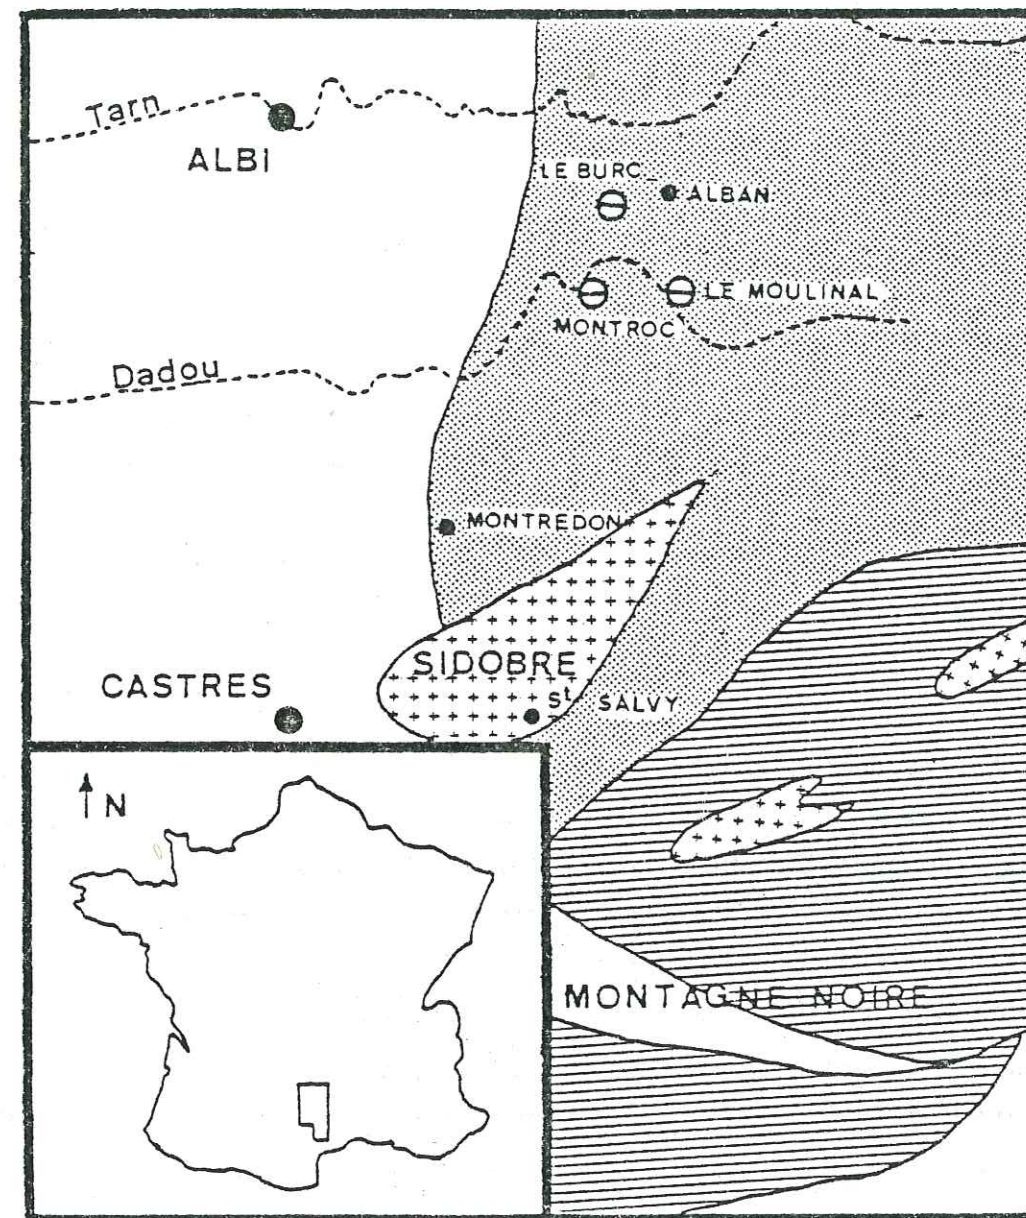 Tarn
ALBI
LE BURC
ALBAN
LE MOULINAL
MONTROC
Dadou
MONTREDON
SIDOBRE
CASTRES
St SALVY
N
MONTAGNE NOIRE